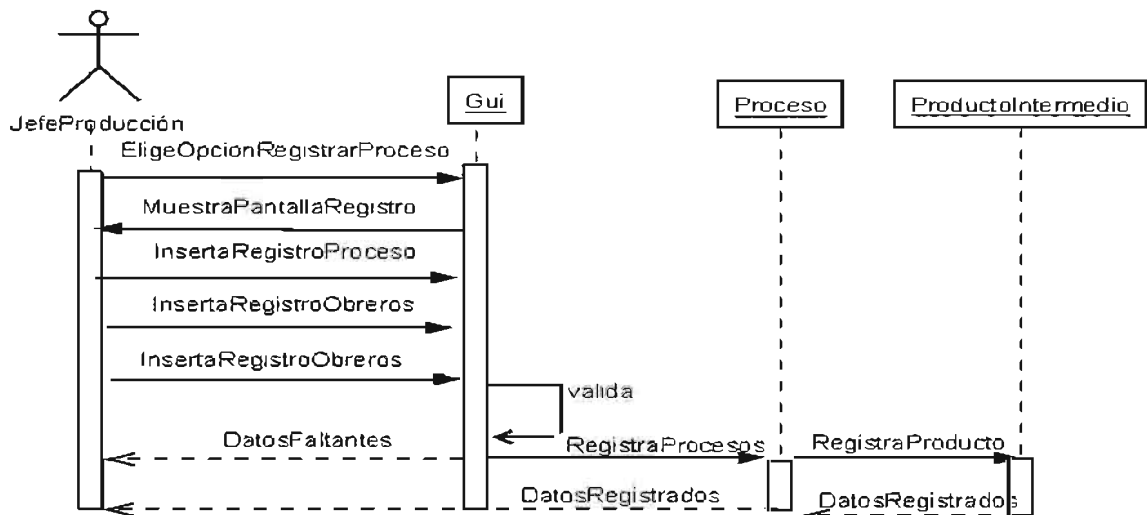 JefeProducción
Gui
Proceso
ProductoIntermedio
EligeOpcionRegistrarProceso
MuestraPantallaRegistro
InsertaRegistroProceso
InsertaRegistroObreros
InsertaRegistroObreros
valida
DatosFaltantes
RegistraProcesos
RegistraProducto
DatosRegistrados
DatosRegistrados